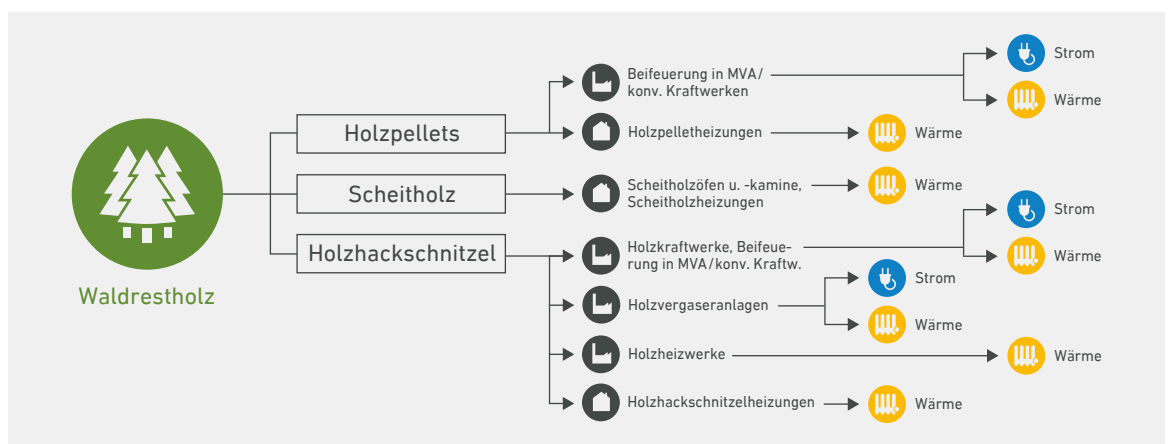 Waldrestholz
Holzpellets
Beifeuerung in MVA/
konv. Kraftwerken
Strom
Wärme
Holzpelletheizungen
Wärme
Scheitholz
Scheitholzöfen u. -kamine,
Scheitholzheizungen
Wärme
Holzhackschnitzel
Holzkraftwerke, Beifeue-
rung in MVA/konv. Kraftw.
Strom
Wärme
Holzvergaseranlagen
Strom
Wärme
Holzheizwerke
Wärme
Holzhackschnitzelheizungen
Wärme